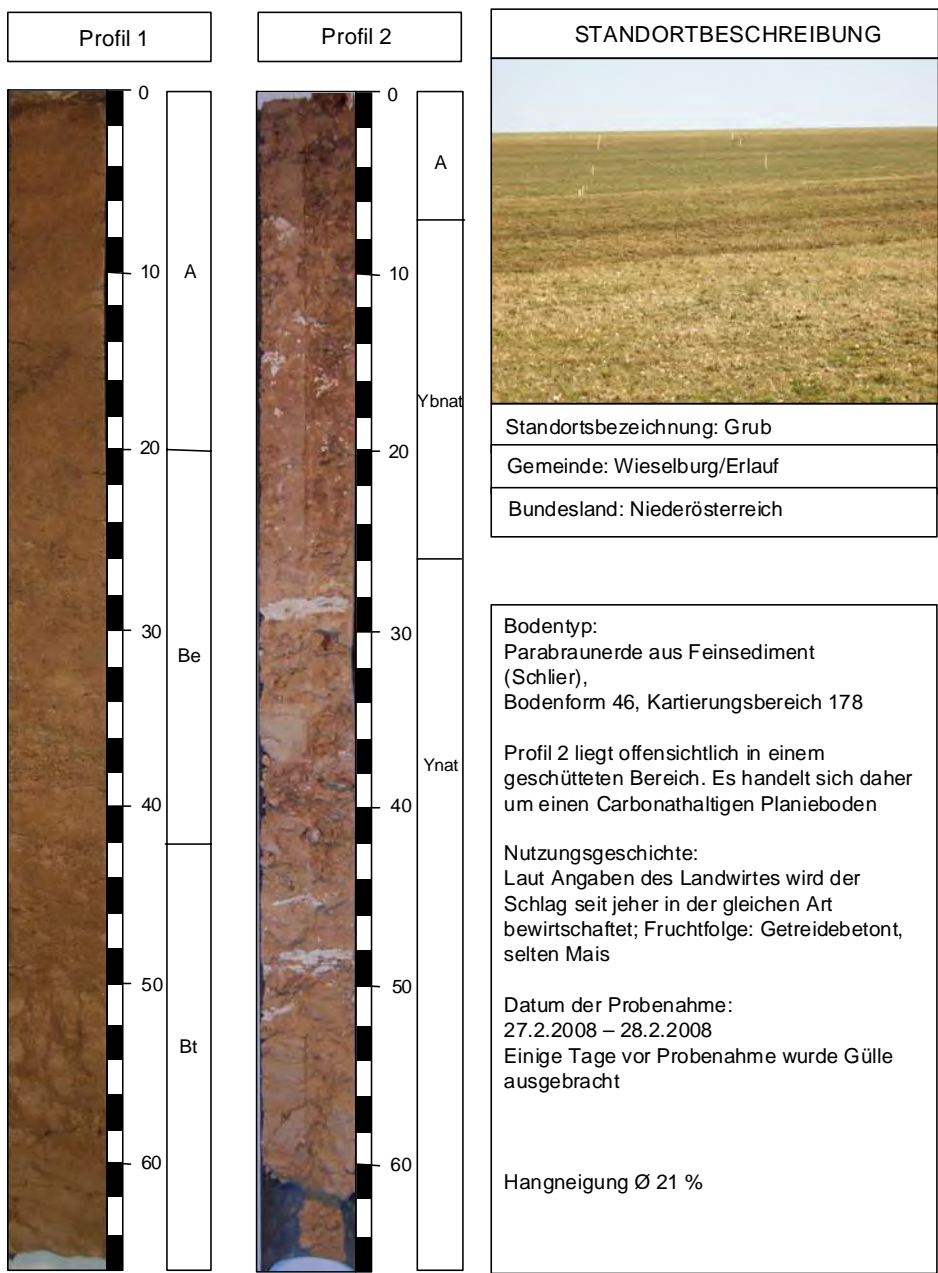 Profil 1
0
10
20
30
40
50
60
A
Be
Bt
Profil 2
0
10
20
30
40
50
60
A
Ybnat
Ynat
STANDORTBESCHREIBUNG
Standortsbezeichnung: Grub
Gemeinde: Wieselburg/Erlauf
Bundesland: Niederösterreich
Bodentyp:
Parabraunerde aus Feinsediment
(Schlier),
Bodenform 46, Kartierungsbereich 178
Profil 2 liegt offensichtlich in einem
geschütteten Bereich. Es handelt sich daher
um einen Carbonathaltigen Planieboden
Nutzungsgeschichte:
Laut Angaben des Landwirtes wird der
Schlag seit jeher in der gleichen Art
bewirtschaftet; Fruchtfolge: Getreidebetont,
selten Mais
Datum der Probenahme:
27.2.2008 – 28.2.2008
Einige Tage vor Probenahme wurde Gülle
ausgebracht
Hangneigung Ø 21 %